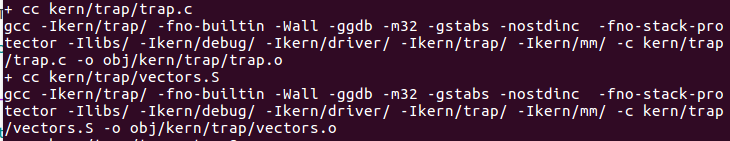 + cc kern/trap/trap.c
gcc -Ikern/trap/ -fno-builtin -Wall -ggdb -m32 -gstabs -nostdinc  -fno-stack-pro
tector -Ilibs/ -Ikern/debug/ -Ikern/driver/ -Ikern/trap/ -Ikern/mm/ -c kern/trap
/trap.c -o obj/kern/trap/trap.o
+ cc kern/trap/vectors.S
gcc -Ikern/trap/ -fno-builtin -Wall -ggdb -m32 -gstabs -nostdinc  -fno-stack-pro
tector -Ilibs/ -Ikern/debug/ -Ikern/driver/ -Ikern/trap/ -Ikern/mm/ -c kern/trap
/vectors.S -o obj/kern/trap/vectors.o